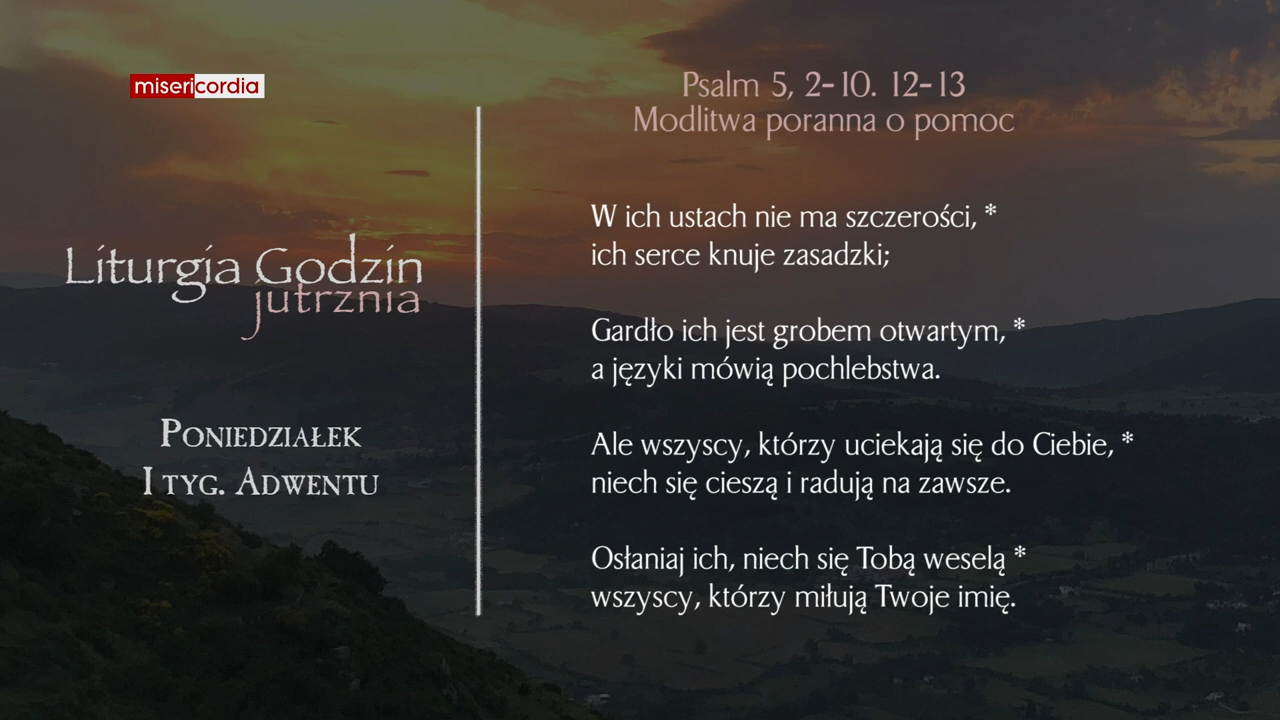 misericordia
Liturgia Godzin
jutrznia
Poniedziałek
I tyg. Adwentu
Psalm 5, 2-10. 12-13
Modlitwa poranna o pomoc
W ich ustach nie ma szczerości, *
ich serce knuje zasadzki;
Gardło ich jest grobem otwartym, *
a języki mówią pochlebstwa.
Ale wszyscy, którzy uciekają się do Ciebie, *
niech się cieszą i radują na zawsze.
Osłaniaj ich, niech się Tobą weselą *
wszyscy, którzy miłują Twoje imię.